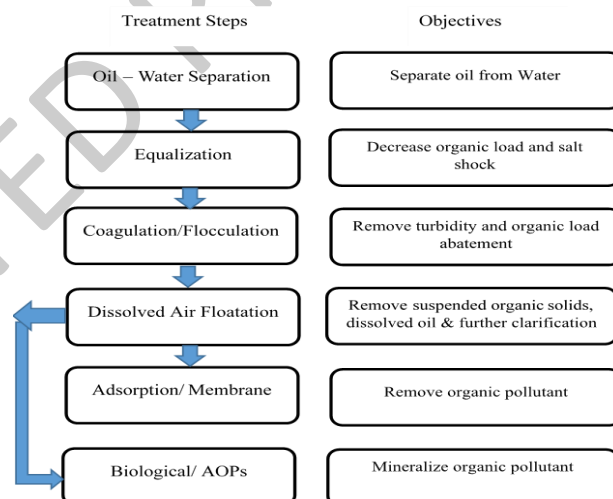 Treatment Steps Objectives
Oil – Water Separation Separate oil from Water
Equalization Decrease organic load and salt
shock
Coagulation/Flocculation Remove turbidity and organic load
abatement
Dissolved Air Floatation Remove suspended organic solids,
dissolved oil & further clarification
Adsorption/ Membrane Remove organic pollutant
Biological/ AOPs Mineralize organic pollutant
TED